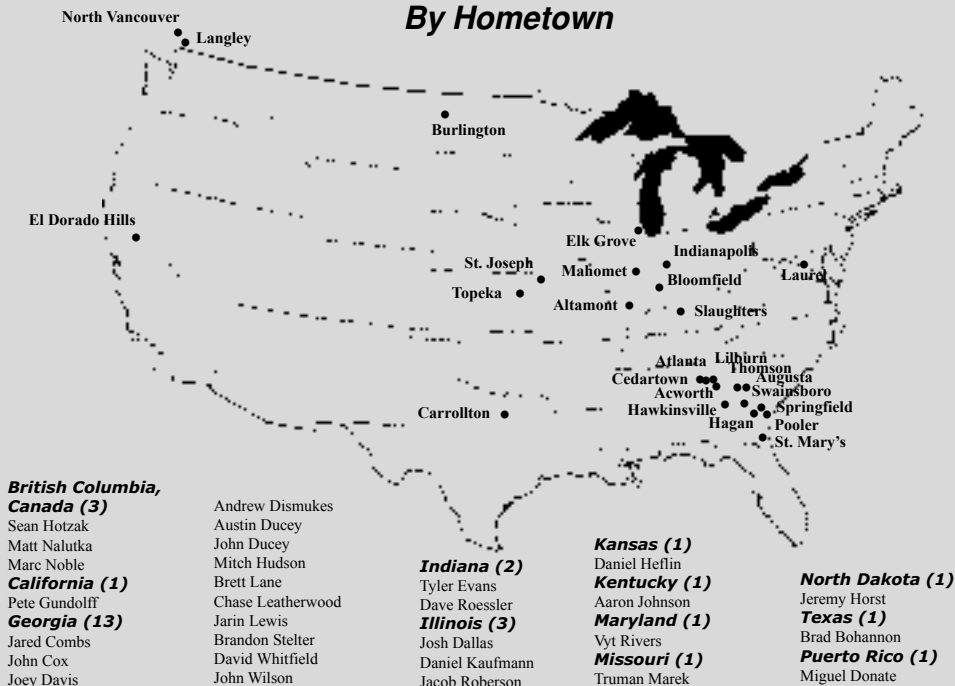 By Hometown
North Vancouver
Langley
Burlington
El Dorado Hills
Elk Grove
Indianapolis
St. Joseph
Mahomet
Bloomfield
Laurel
Topeka
Altamont
Slaughters
Atlanta
Lilburn
Thomson
Cedartown
Augusta
Acworth
Swainsboro
Carrollton
Hawkinsville
Springfield
Hagan
Pooler
St. Mary's
British Columbia,
Canada (3)
Sean Hotzak
Matt Nalutka
Marc Noble
California (1)
Pete Gundolff
Georgia (13)
Jared Combs
John Cox
Joey Davis
Andrew Dismukes
Austin Ducey
John Ducey
Mitch Hudson
Brett Lane
Chase Leatherwood
Jarin Lewis
Brandon Stelter
David Whitfield
John Wilson
Indiana (2)
Tyler Evans
Dave Roessler
Illinois (3)
Josh Dallas
Daniel Kaufmann
Jacob Roberson
Kansas (1)
Daniel Heflin
Kentucky (1)
Aaron Johnson
Maryland (1)
Vyt Rivers
Missouri (1)
Truman Marek
North Dakota (1)
Jeremy Horst
Texas (1)
Brad Bohannon
Puerto Rico (1)
Miguel Donate